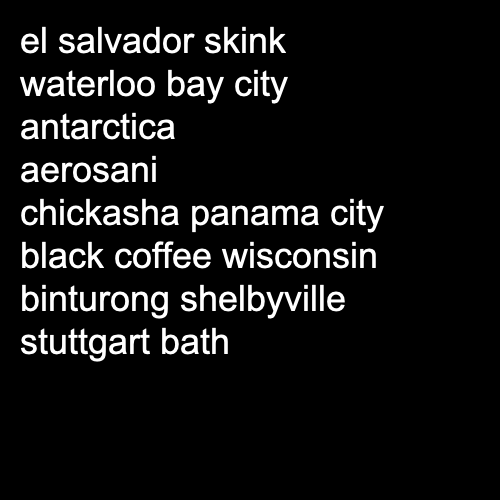 el salvador skink
waterloo bay city
antarctica
aerosani
chickasha panama city
black coffee wisconsin
binturong shelbyville
stuttgart bath